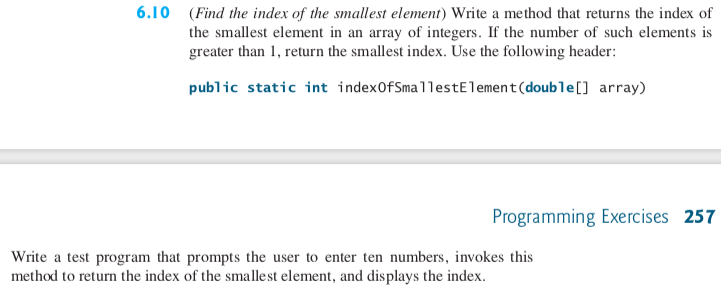 6.10 (Find the index of the smallest element) Write a method that returns the index of
the smallest element in an array of integers. If the number of such elements is
greater than 1, return the smallest index. Use the following header:
public static int indexOfSmallestElement(double[] array)
Programming Exercises 257
Write a test program that prompts the user to enter ten numbers, invokes this
method to return the index of the smallest element, and displays the index.